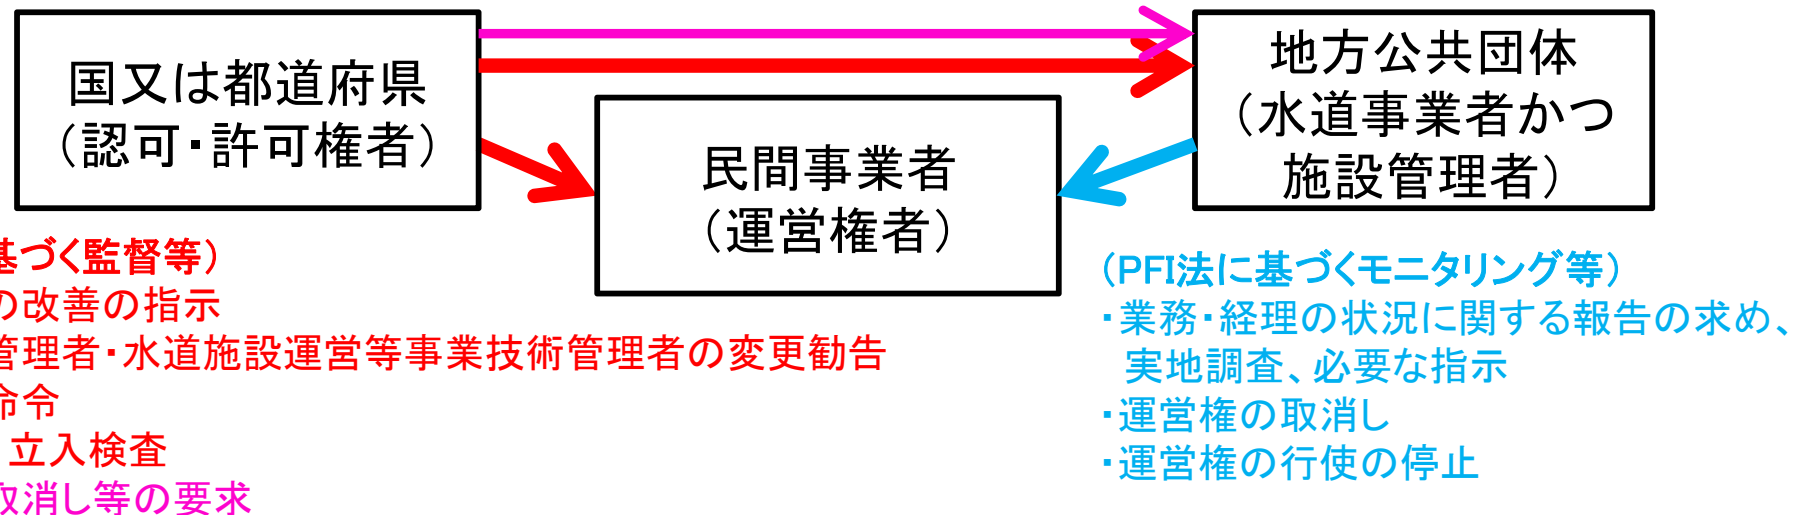 国又は都道府県
（認可・許可権者）
民間事業者
（運営権者）
地方公共団体
（水道事業者かつ
施設管理者）
基づく監督等）
の改善の指示
管理者・水道施設運営等事業技術管理者の変更勧告
命令
立入検査
取消し等の要求
（PFI法に基づくモニタリング等）
・業務・経理の状況に関する報告の求め、
実地調査、必要な指示
・運営権の取消し
・運営権の行使の停止